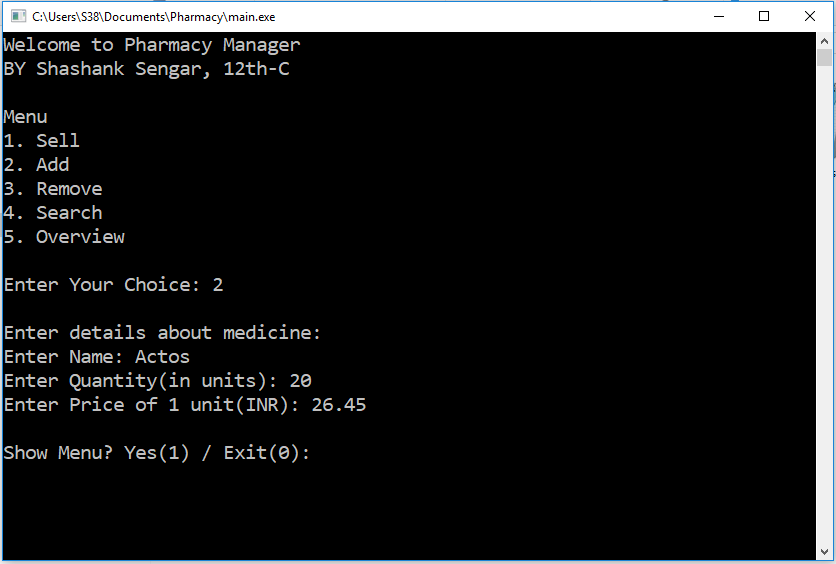 C:\Users\S38\Documents\Pharmacy\main.exe
Welcome to Pharmacy Manager
BY Shashank Sengar, 12th-C
Menu
1. Sell
2. Add
3. Remove
4. Search
5. Overview
Enter Your Choice: 2
Enter details about medicine:
Enter Name: Actos
Enter Quantity(in units): 20
Enter Price of 1 unit(INR): 26.45
Show Menu? Yes(1) / Exit(0):